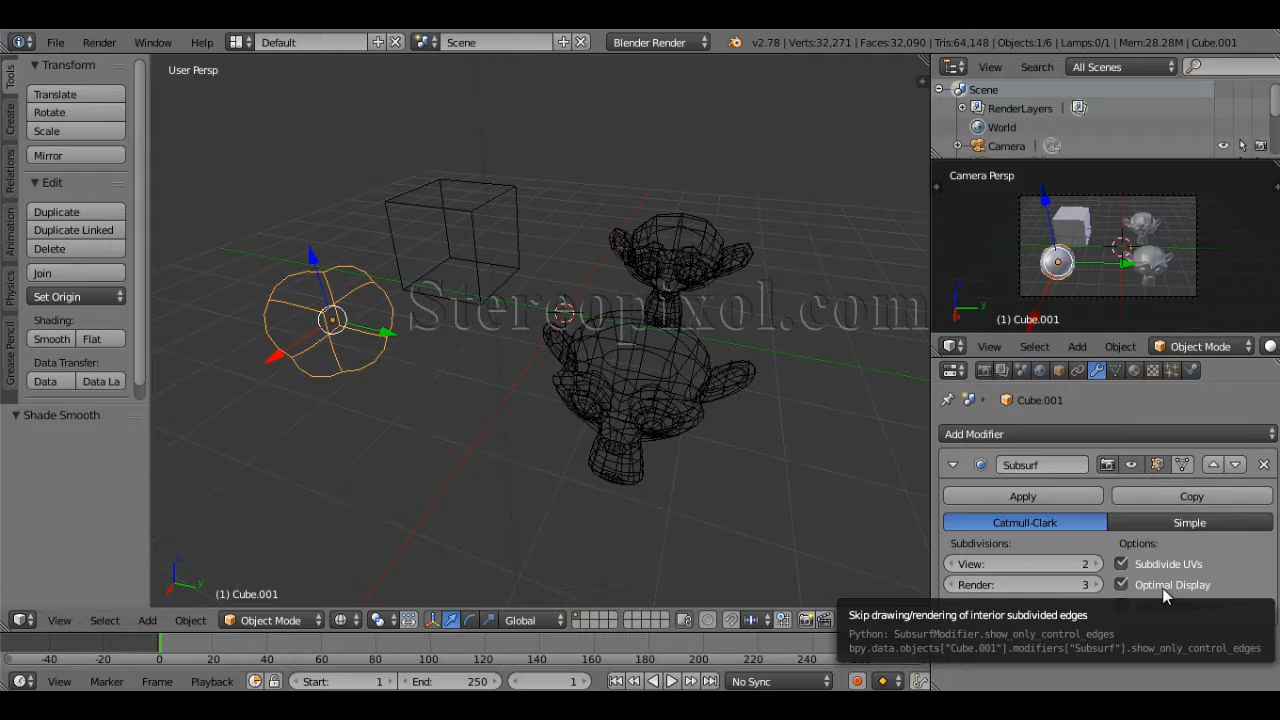 File Render Window Help Default Scene Blender Render v2.78 | Verts:32,271 | Faces:32,090 | Tris:64,148 | Objects:1/6 | Lamps:0/1 | Mem:28.28M | Cube.001
Tools
Create
Relations
Animation
Physics
Grease Pencil
Transform
Translate
Rotate
Scale
Mirror
Edit
Duplicate
Duplicate Linked
Delete
Join
Set Origin
Shading:
Smooth Flat
Data Transfer:
Data Data La
Shade Smooth
User Persp
Stereopixol.com
(1) Cube.001
View Select Add Object Object Mode Global
-40 -20 0 20 40 60 80 100 120 140 160 180 200 220 240
View Marker Frame Playback Start: 1 End: 250 1 No Sync
View Search All Scenes
Scene
RenderLayers
World
Camera
Camera Persp
(1) Cube.001
View Select Add Object Object Mode
Cube.001
Add Modifier
Subsurf
Apply Copy
Catmull-Clark Simple
Subdivisions: Options:
View: 2 Subdivide UVs
Render: 3 Optimal Display
Skip drawing/rendering of interior subdivided edges
Python: SubsurfModifier.show_only_control_edges
bpy.data.objects["Cube.001"].modifiers["Subsurf"].show_only_control_edges